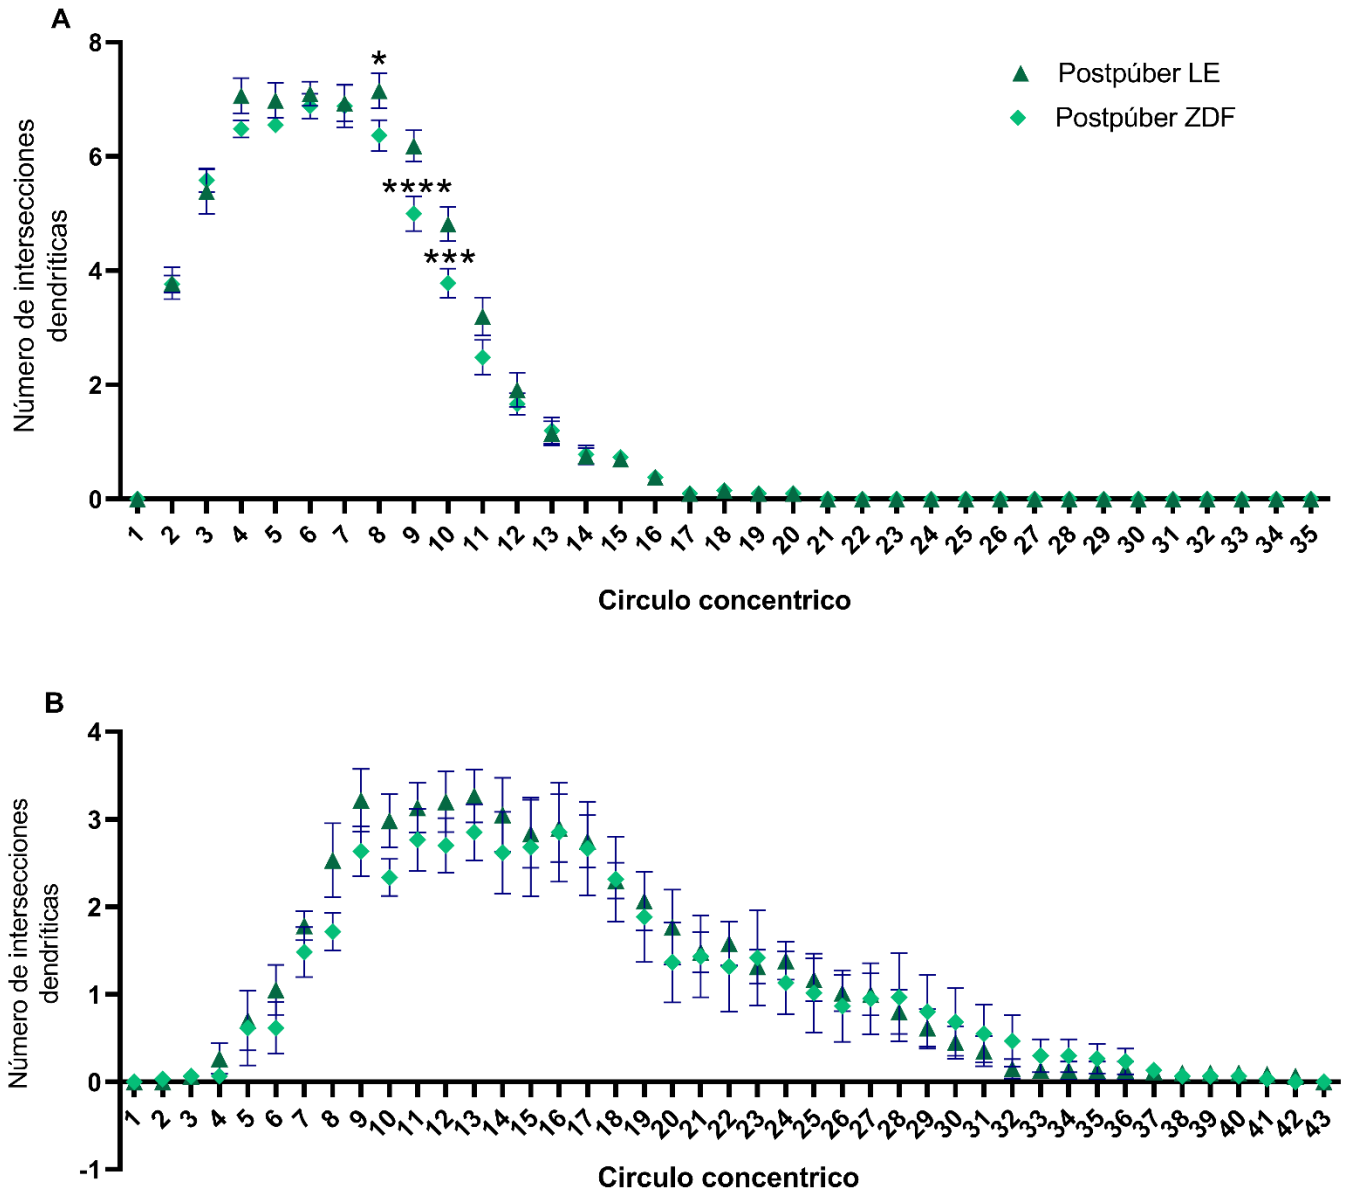 A
8
6
4
2
0
Número de intersecciones
dendríticas
*
****
***
Postpúber LE
Postpúber ZDF
1 2 3 4 5 6 7 8 9 10 11 12 13 14 15 16 17 18 19 20 21 22 23 24 25 26 27 28 29 30 31 32 33 34 35
Circulo concentrico
B
4
3
2
1
0
-1
Número de intersecciones
dendríticas
1 2 3 4 5 6 7 8 9 10 11 12 13 14 15 16 17 18 19 20 21 22 23 24 25 26 27 28 29 30 31 32 33 34 35 36 37 38 39 40 41 42 43
Circulo concentrico